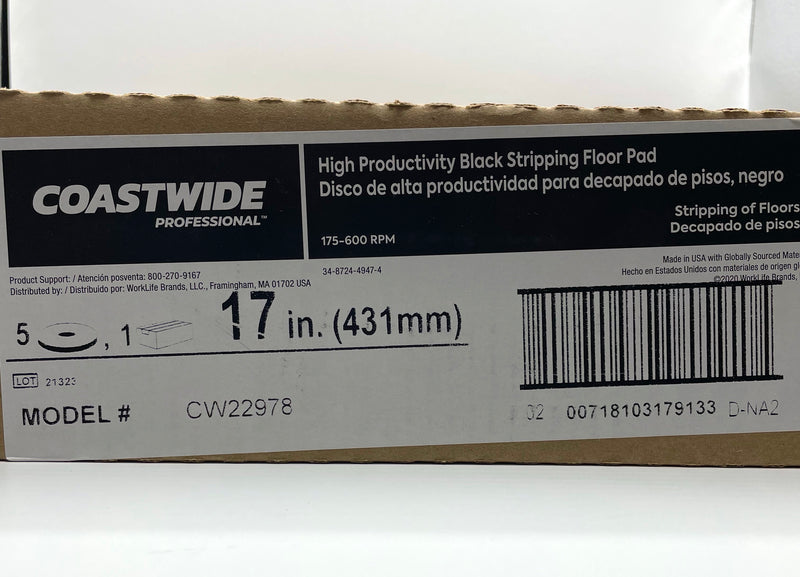 COASTWIDE
PROFESSIONAL™
High Productivity Black Stripping Floor Pad
Disco de alta productividad para decapado de pisos, negro
Stripping of Floors
Decapado de pisos
175-600 RPM
Product Support: / Atención posventa: 800-270-9167
Distributed by: / Distribuido por: WorkLife Brands, LLC., Framingham, MA 01702 USA
34-8724-4947-4
Made in USA with Globally Sourced
Hecho en Estados Unidos con materiales de origen
©2020 WorkLife Brands,
5 , 1 17 in. (431mm)
LOT 21323
MODEL # CW22978
02 00718103179133 D-NA2